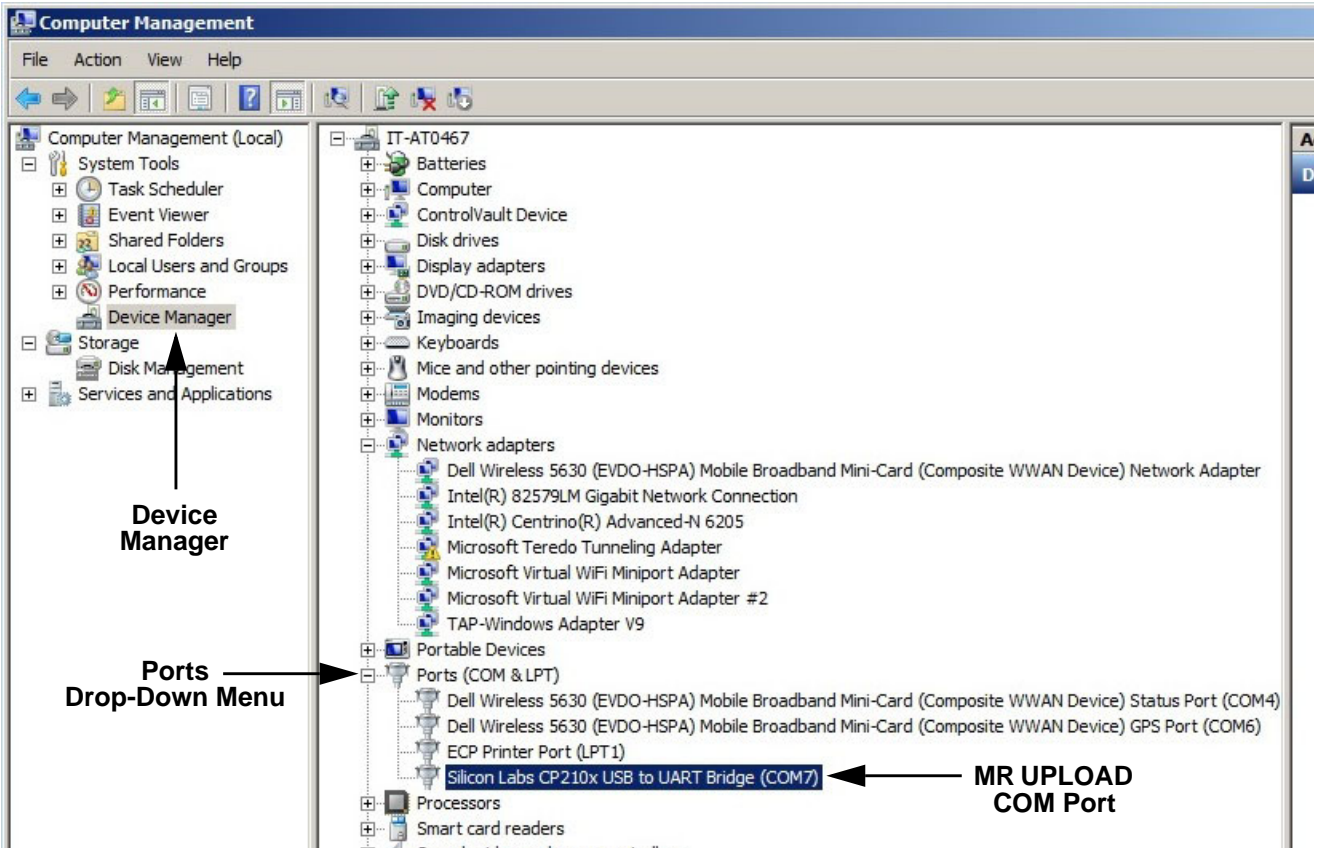 Computer Management
File Action View Help
Computer Management (Local)
System Tools
Task Scheduler
Event Viewer
Shared Folders
Local Users and Groups
Performance
Device Manager
Storage
Disk Management
Services and Applications
Device
Manager
Ports
Drop-Down Menu
IT-AT0467
Batteries
Computer
ControlVault Device
Disk drives
Display adapters
DVD/CD-ROM drives
Imaging devices
Keyboards
Mice and other pointing devices
Modems
Monitors
Network adapters
Dell Wireless 5630 (EVDO-HSPA) Mobile Broadband Mini-Card (Composite WWAN Device) Network Adapter
Intel(R) 82579LM Gigabit Network Connection
Intel(R) Centrino(R) Advanced-N 6205
Microsoft Teredo Tunneling Adapter
Microsoft Virtual WiFi Miniport Adapter
Microsoft Virtual WiFi Miniport Adapter #2
TAP-Windows Adapter V9
Portable Devices
Ports (COM & LPT)
Dell Wireless 5630 (EVDO-HSPA) Mobile Broadband Mini-Card (Composite WWAN Device) Status Port (COM4)
Dell Wireless 5630 (EVDO-HSPA) Mobile Broadband Mini-Card (Composite WWAN Device) GPS Port (COM6)
ECP Printer Port (LPT1)
Silicon Labs CP210x USB to UART Bridge (COM7)
MR UPLOAD
COM Port
Processors
Smart card readers
A
D